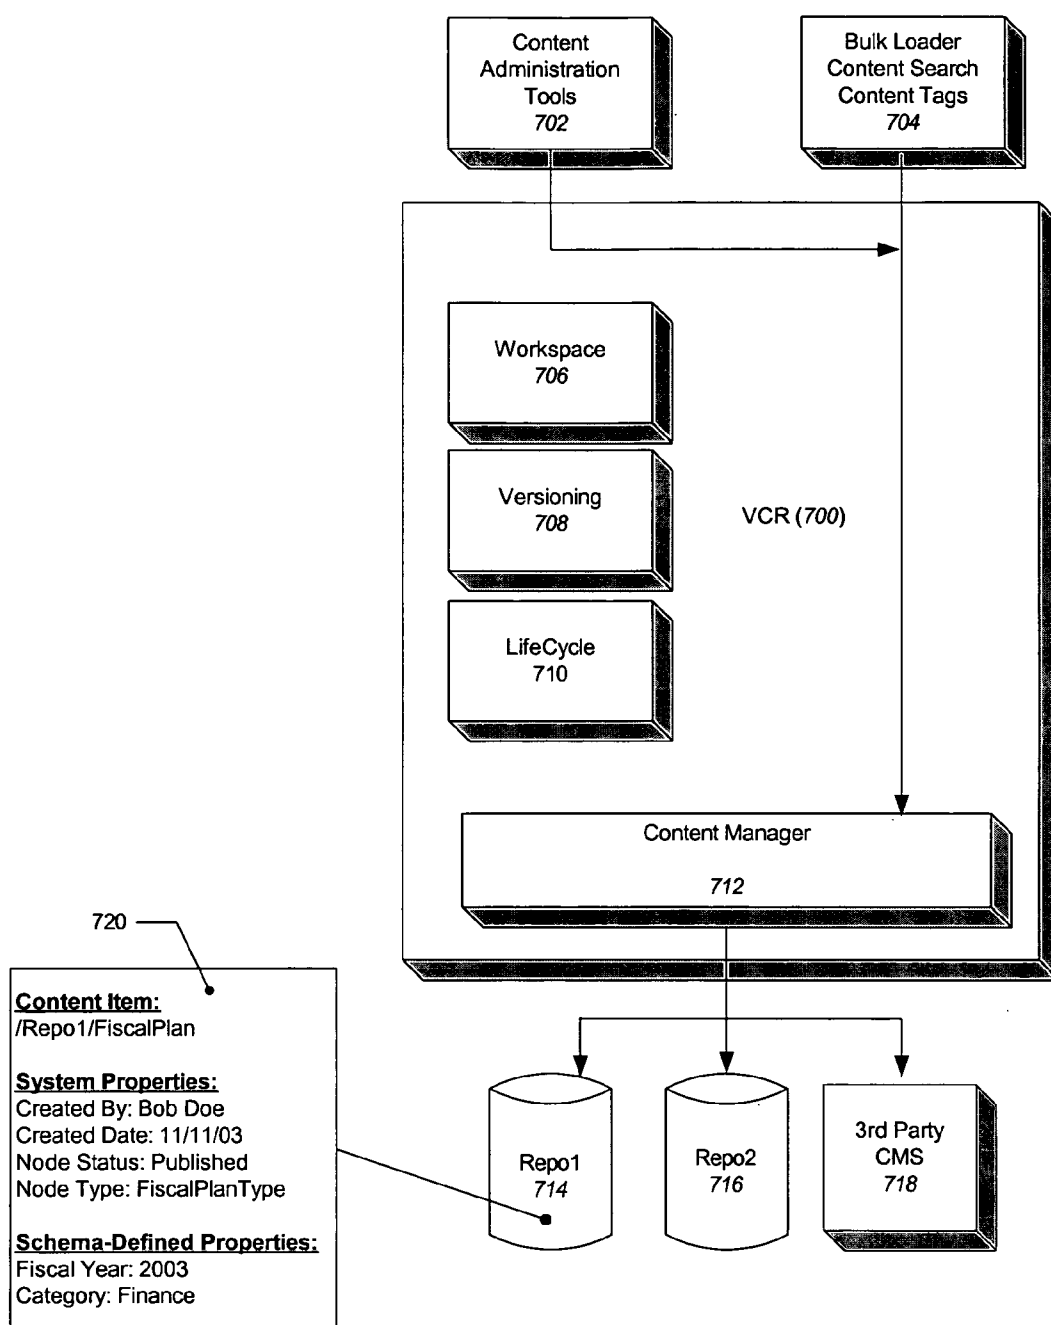 Content
Administration
Tools
702
Bulk Loader
Content Search
Content Tags
704
Workspace
706
Versioning
708
VCR (700)
LifeCycle
710
Content Manager
712
720
Content Item:
/Repo1/FiscalPlan
System Properties:
Created By: Bob Doe
Created Date: 11/11/03
Node Status: Published
Node Type: FiscalPlanType
Schema-Defined Properties:
Fiscal Year: 2003
Category: Finance
Repo1
714
Repo2
716
3rd Party
CMS
718